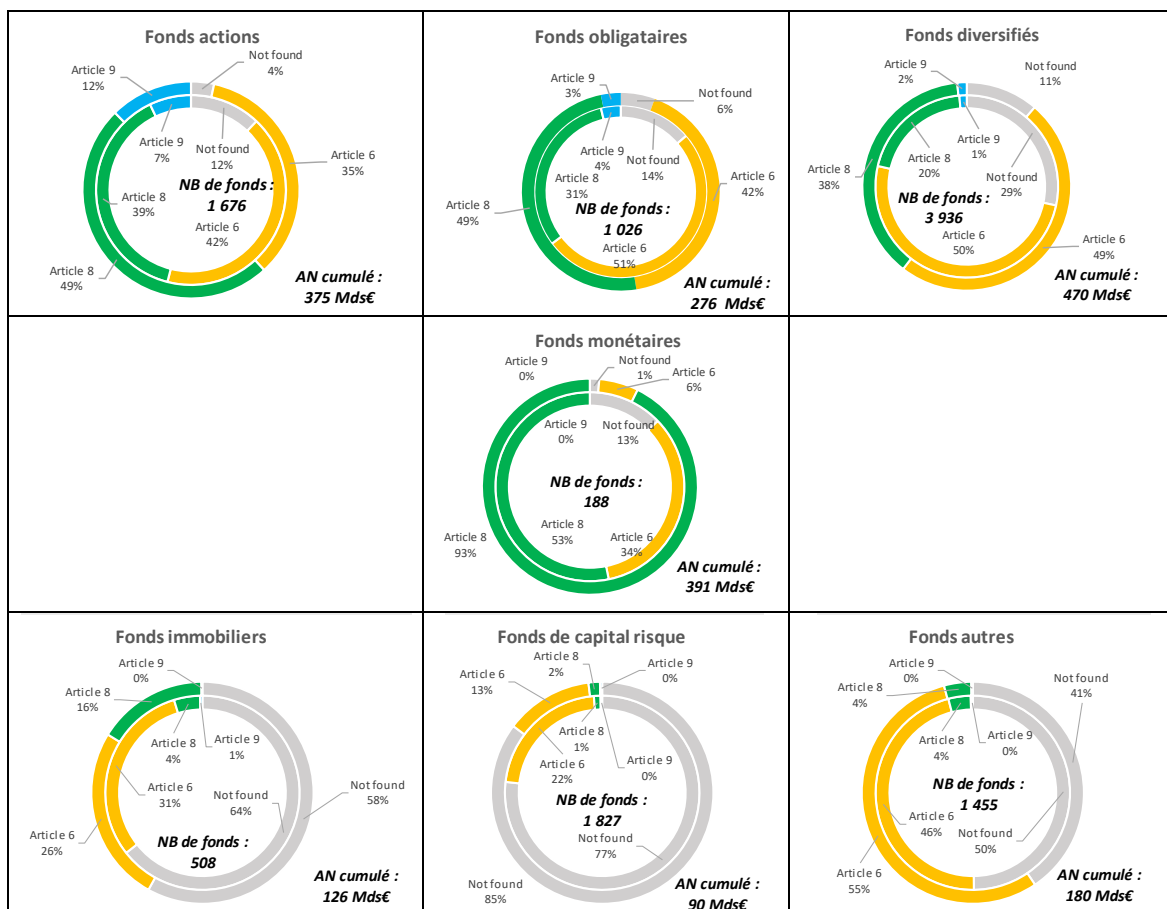 Fonds actions
Not found
4%
Article 9
12%
Article 9
7%
Not found
12%
Article 6
35%
NB de fonds :
1 676
Article 8
39%
Article 6
42%
Article 8
49%
AN cumulé :
375 Mds€
Fonds obligataires
Article 9
3%
Not found
6%
Article 9
4%
Not found
14%
Article 8
31%
Article 6
42%
Article 8
49%
NB de fonds :
1 026
Article 6
51%
AN cumulé :
276 Mds€
Fonds diversifiés
Article 9
2%
Not found
11%
Article 9
1%
Article 8
20%
Article 8
38%
Not found
29%
NB de fonds :
3 936
Article 6
50%
Article 6
49%
AN cumulé :
470 Mds€
Fonds monétaires
Article 9
0%
Not found
1%
Article 6
6%
Article 9
0%
Not found
13%
NB de fonds :
188
Article 8
53%
Article 6
34%
Article 8
93%
AN cumulé :
391 Mds€
Fonds immobiliers
Article 9
0%
Article 8
16%
Article 8
4%
Article 9
1%
Article 6
31%
Not found
64%
Not found
58%
Article 6
26%
NB de fonds :
508
AN cumulé :
126 Mds€
Fonds de capital risque
Article 8
2%
Article 9
0%
Article 6
13%
Article 8
1%
Article 6
22%
Article 9
0%
NB de fonds :
1 827
Not found
77%
Not found
85%
AN cumulé :
90 Mds€
Fonds autres
Article 9
0%
Article 8
4%
Not found
41%
Article 8
4%
Article 9
0%
NB de fonds :
1 455
Article 6
46%
Not found
50%
Article 6
55%
AN cumulé :
180 Mds€